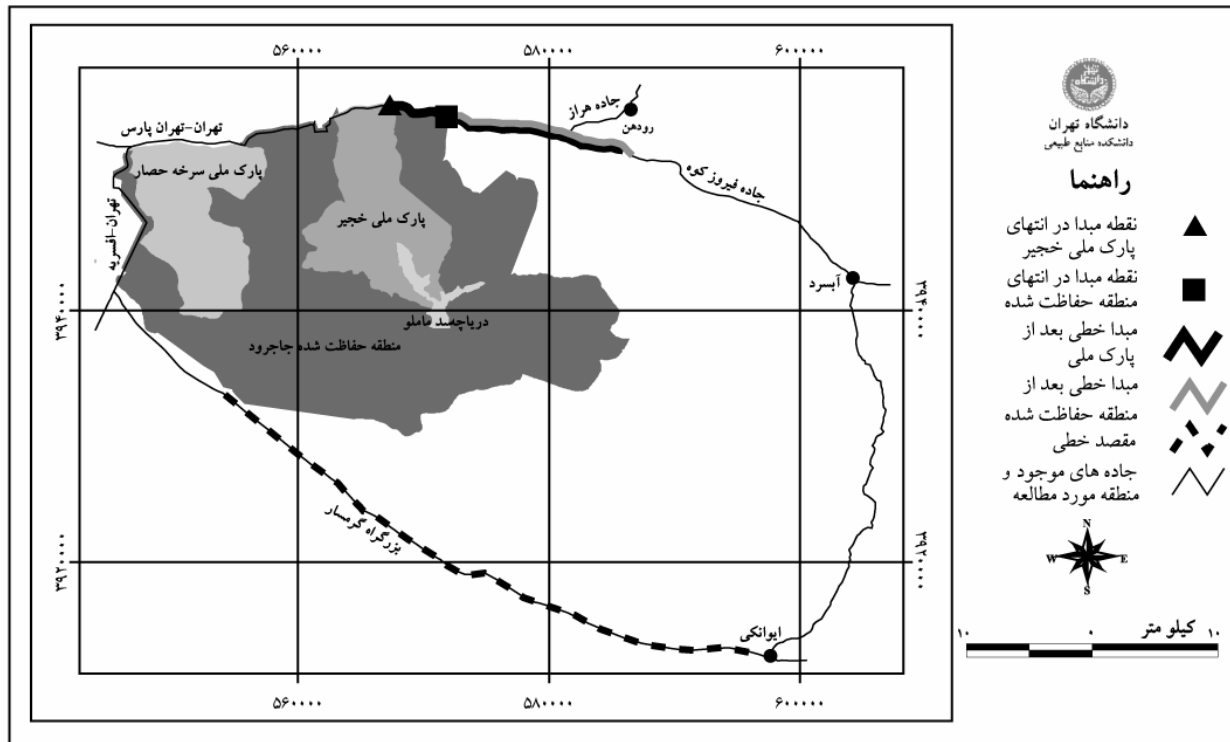 ۵۶۰۰۰۰
۵۸۰۰۰۰
۶۰۰۰۰۰
جاده هراز
رودهن
تهران-تهران پارس
پارک ملی سرخه حصار
تهران-افسریه
پارک ملی خجیر
جاده فیروز کوه
آبسرد
۳۹۴۰۰۰۰
۳۹۴۰۰۰۰
دریاچه‌سد ماملو
منطقه حفاظت شده جاجرود
بزرگراه گرمسار
۳۹۲۰۰۰۰
۳۹۲۰۰۰۰
ایوانکی
۵۶۰۰۰۰
۵۸۰۰۰۰
۶۰۰۰۰۰
دانشگاه تهران
دانشکده منابع طبیعی
راهنما
نقطه مبدا در انتهای
پارک ملی خجیر
نقطه مبدا در انتهای
منطقه حفاظت شده
مبدا خطی بعد از
پارک ملی
مبدا خطی بعد از
منطقه حفاظت شده
مقصد خطی
جاده های موجود و
منطقه مورد مطالعه
N
W E
S
کیلو متر
۱۰ ۰ ۱۰